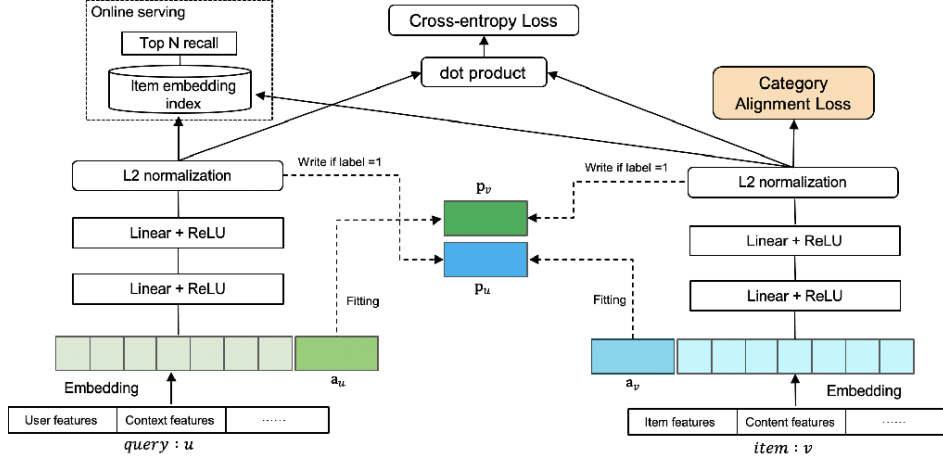 Online serving
Top N recall
Item embedding
index
Cross-entropy Loss
dot product
Category
Alignment Loss
L2 normalization
Write if label =1
Write if label =1
L2 normalization
p_v
Linear + ReLU
Linear + ReLU
p_u
Linear + ReLU
Linear + ReLU
Fitting
Fitting
a_u
a_v
Embedding
Embedding
User features
Context features
......
Item features
Content features
......
query : u
item : v